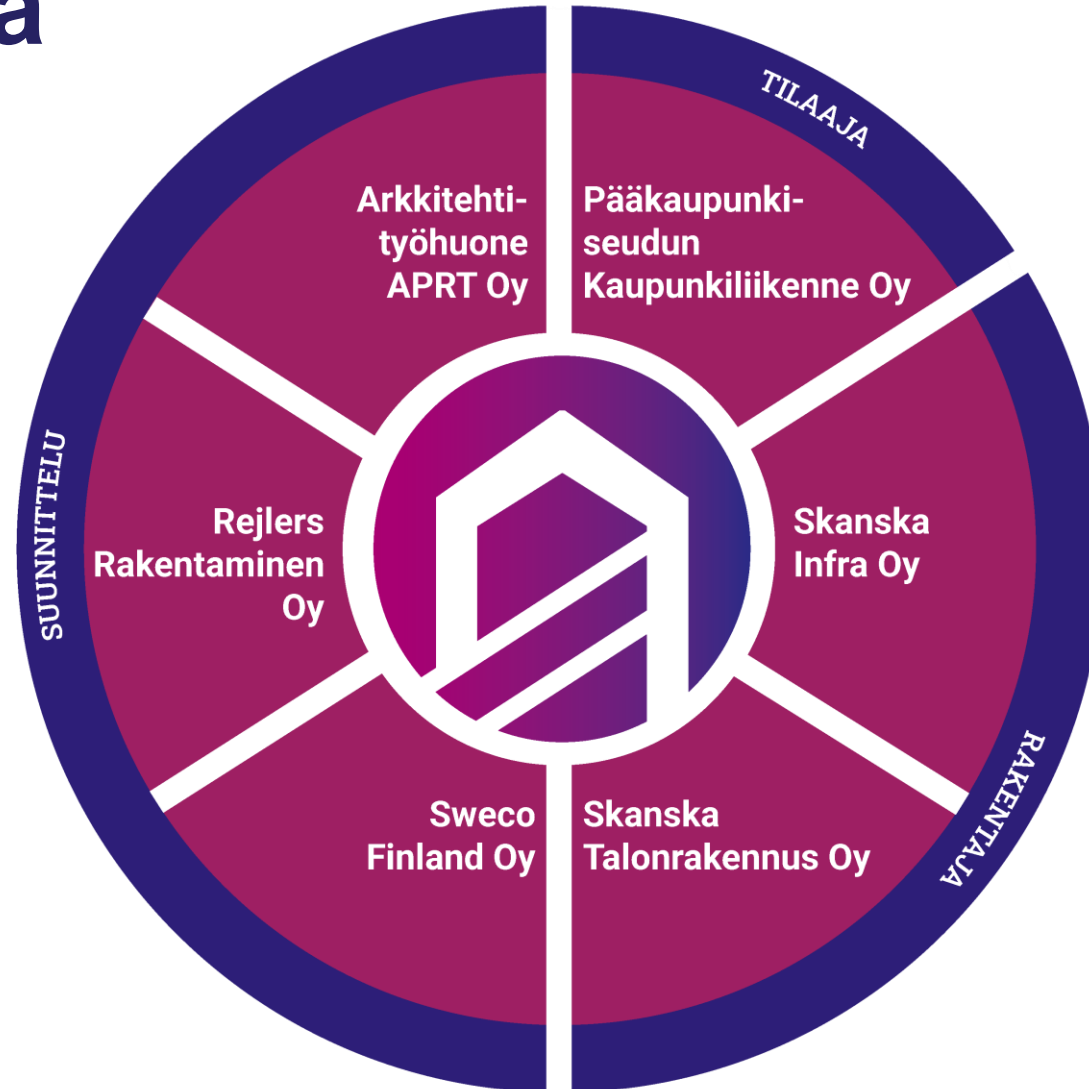 a
TILAAJA
Arkkitehti-
työhuone
APRT Oy
Pääkaupunki-
seudun
Kaupunkiliikenne Oy
SUUNNITTELU
Rejlers
Rakentaminen
Oy
Skanska
Infra Oy
Sweco
Finland Oy
Skanska
Talonrakennus Oy
RAKENTAJA